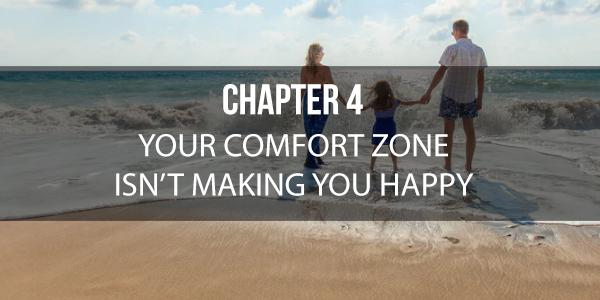 CHAPTER 4
YOUR COMFORT ZONE
ISN'T MAKING YOU HAPPY